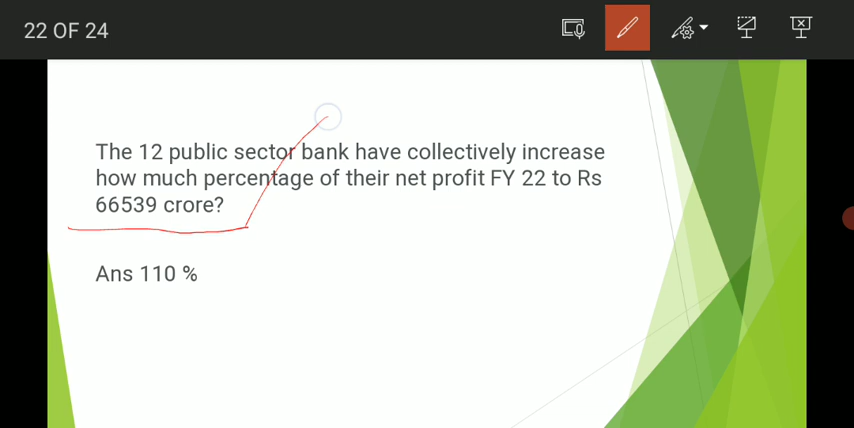 22 OF 24
The 12 public sector bank have collectively increase
how much percentage of their net profit FY 22 to Rs
66539 crore?
Ans 110 %